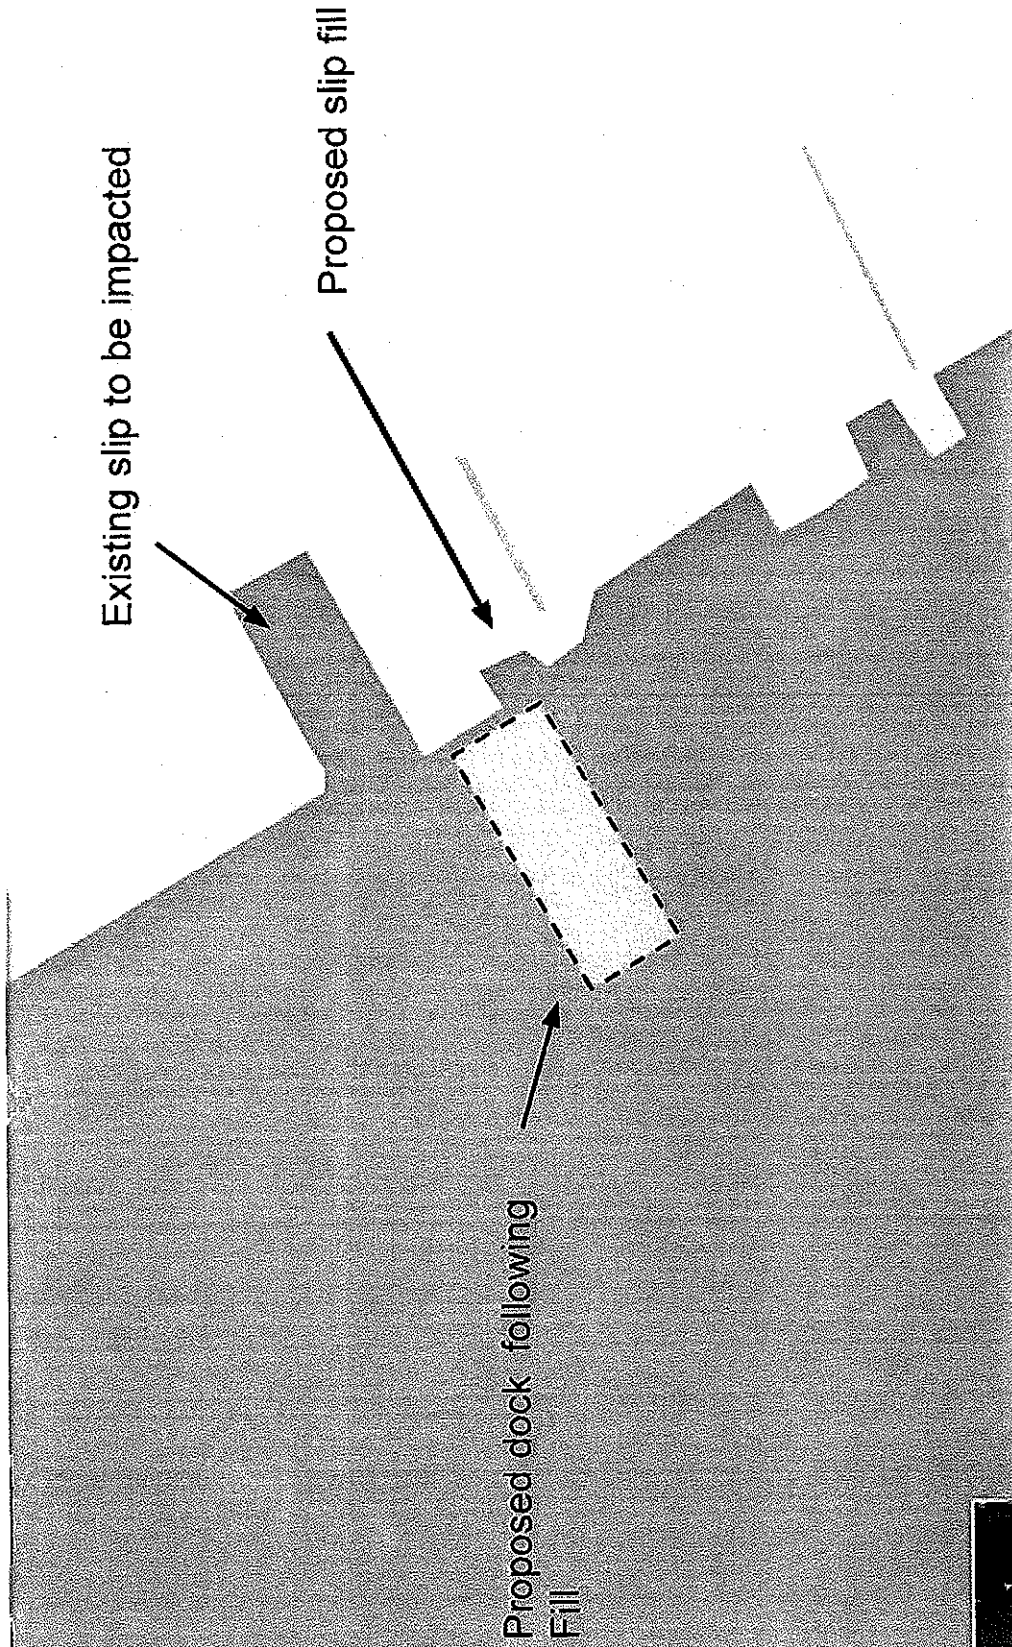 Existing slip to be impacted
Proposed slip fill
Proposed dock following
Fill